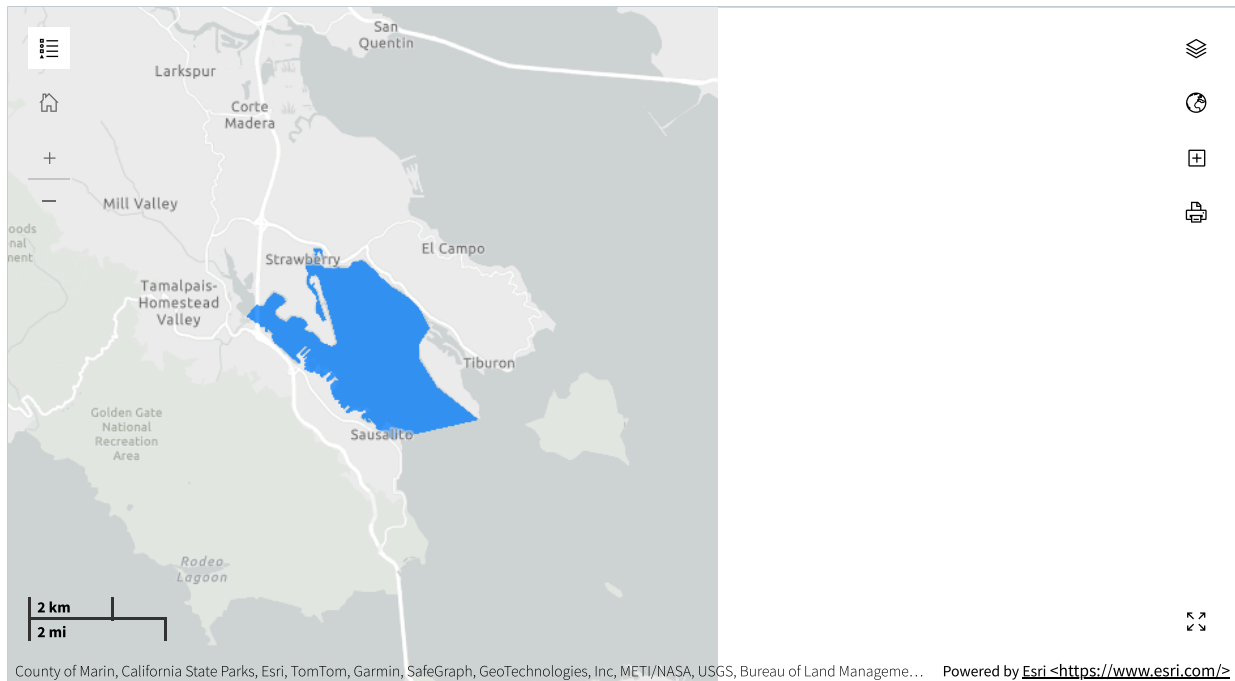 San
Quentin
Larkspur
Corte
Madera
Mill Valley
oods
nal
ment
El Campo
Strawberry
Tamalpais-
Homestead
Valley
Tiburon
Golden Gate
National
Recreation
Area
Sausalito
Rodeo
Lagoon
2 km
2 mi
County of Marin, California State Parks, Esri, TomTom, Garmin, SafeGraph, GeoTechnologies, Inc, METI/NASA, USGS, Bureau of Land Manageme… Powered by Esri <https://www.esri.com/>